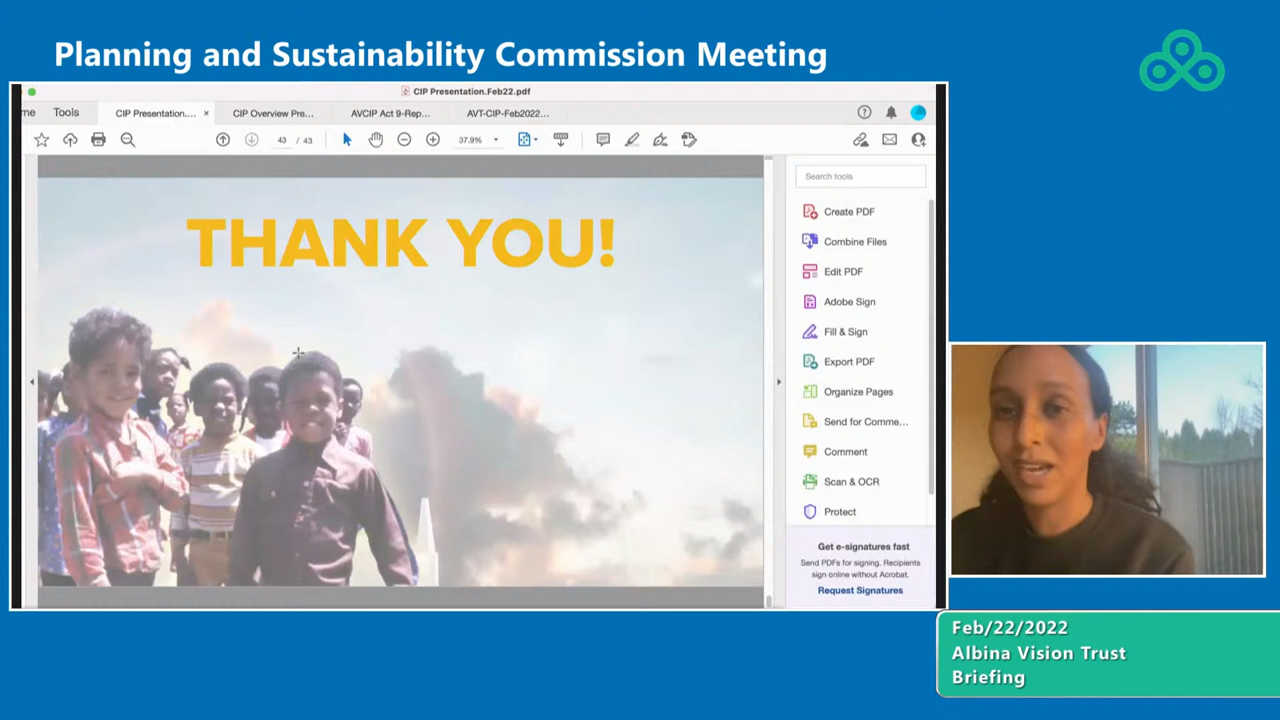 Planning and Sustainability Commission Meeting
CIP Presentation.Feb22.pdf
me
Tools
CIP Presentation.... ×
CIP Overview Pre...
AVCIP Act 9-Rep...
AVT-CIP-Feb2022...
43 / 43
37.9%
Search tools
THANK YOU!
Create PDF
Combine Files
Edit PDF
Adobe Sign
Fill & Sign
Export PDF
Organize Pages
Send for Comme...
Comment
Scan & OCR
Protect
Get e-signatures fast
Send PDFs for signing. Recipients
sign online without Acrobat.
Request Signatures
Feb/22/2022
Albina Vision Trust
Briefing